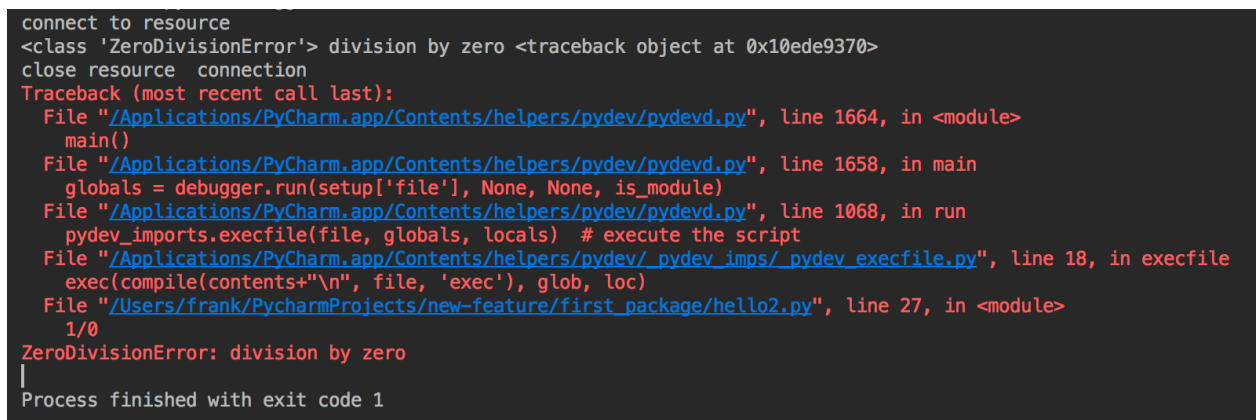 connect to resource
<class 'ZeroDivisionError'> division by zero <traceback object at 0x10ede9370>
close resource  connection
Traceback (most recent call last):
  File "/Applications/PyCharm.app/Contents/helpers/pydev/pydevd.py", line 1664, in <module>
    main()
  File "/Applications/PyCharm.app/Contents/helpers/pydev/pydevd.py", line 1658, in main
    globals = debugger.run(setup['file'], None, None, is_module)
  File "/Applications/PyCharm.app/Contents/helpers/pydev/pydevd.py", line 1068, in run
    pydev_imports.execfile(file, globals, locals)  # execute the script
  File "/Applications/PyCharm.app/Contents/helpers/pydev/_pydev_imps/_pydev_execfile.py", line 18, in execfile
    exec(compile(contents+"\n", file, 'exec'), glob, loc)
  File "/Users/frank/PycharmProjects/new-feature/first_package/hello2.py", line 27, in <module>
    1/0
ZeroDivisionError: division by zero
Process finished with exit code 1